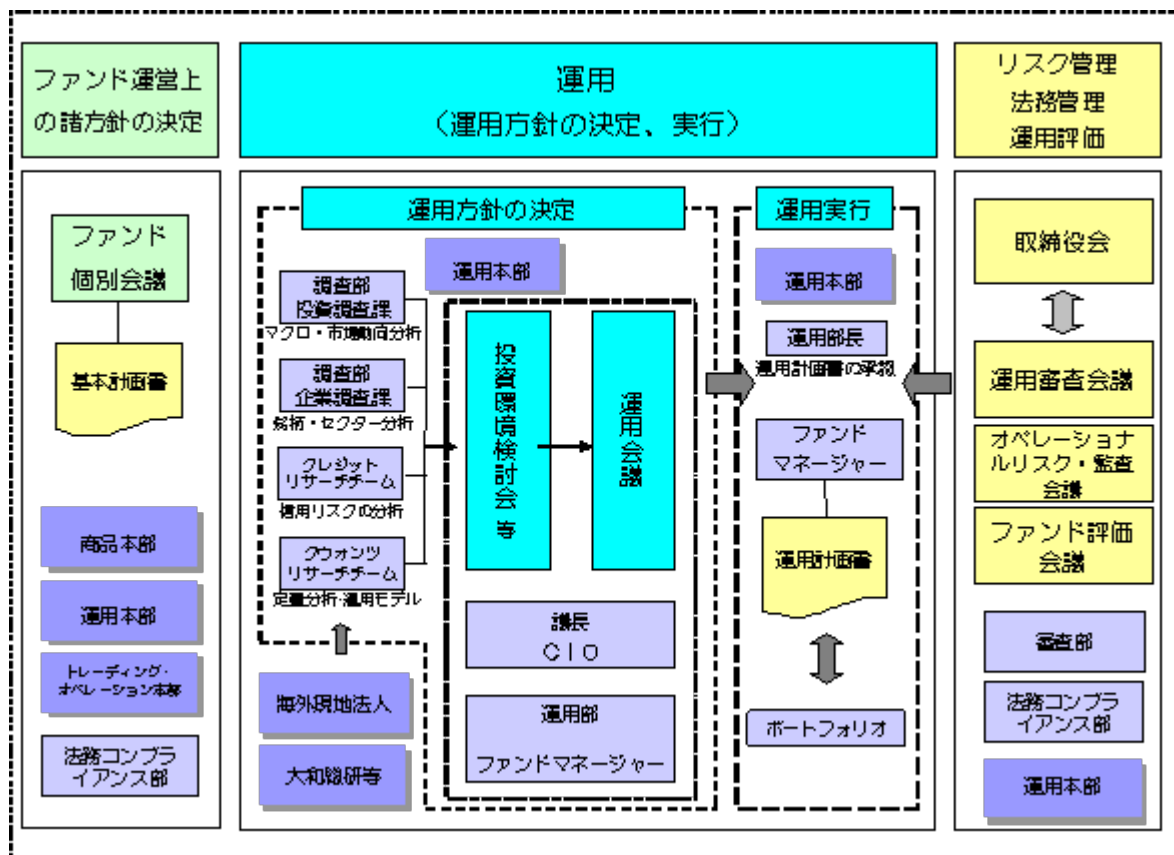 ファンド運営上
の諸方針の決定
運用
(運用方針の決定、実行)
リスク管理
法務管理
運用評価
ファンド
個別会議
基本計画書
商品本部
運用本部
トレーディング・
オペレーション本部
法務コンプラ
イアンス部
運用方針の決定
運用本部
調査部
投資調査課
マクロ・市場動向分析
調査部
企業調査課
銘柄・セクター分析
クレジット
リサーチチーム
信用リスクの分析
クウォンツ
リサーチチーム
定量分析・運用モデル
海外現地法人
大和総研等
投資環境検討会 等
運用会議
議長
CIO
運用部
ファンドマネージャー
運用実行
運用本部
運用部長
運用計画書の承認
ファンド
マネージャー
運用計画書
ポートフォリオ
取締役会
運用審査会議
オペレーショナ
ルリスク・監査
会議
ファンド評価
会議
審査部
法務コンプラ
イアンス部
運用本部